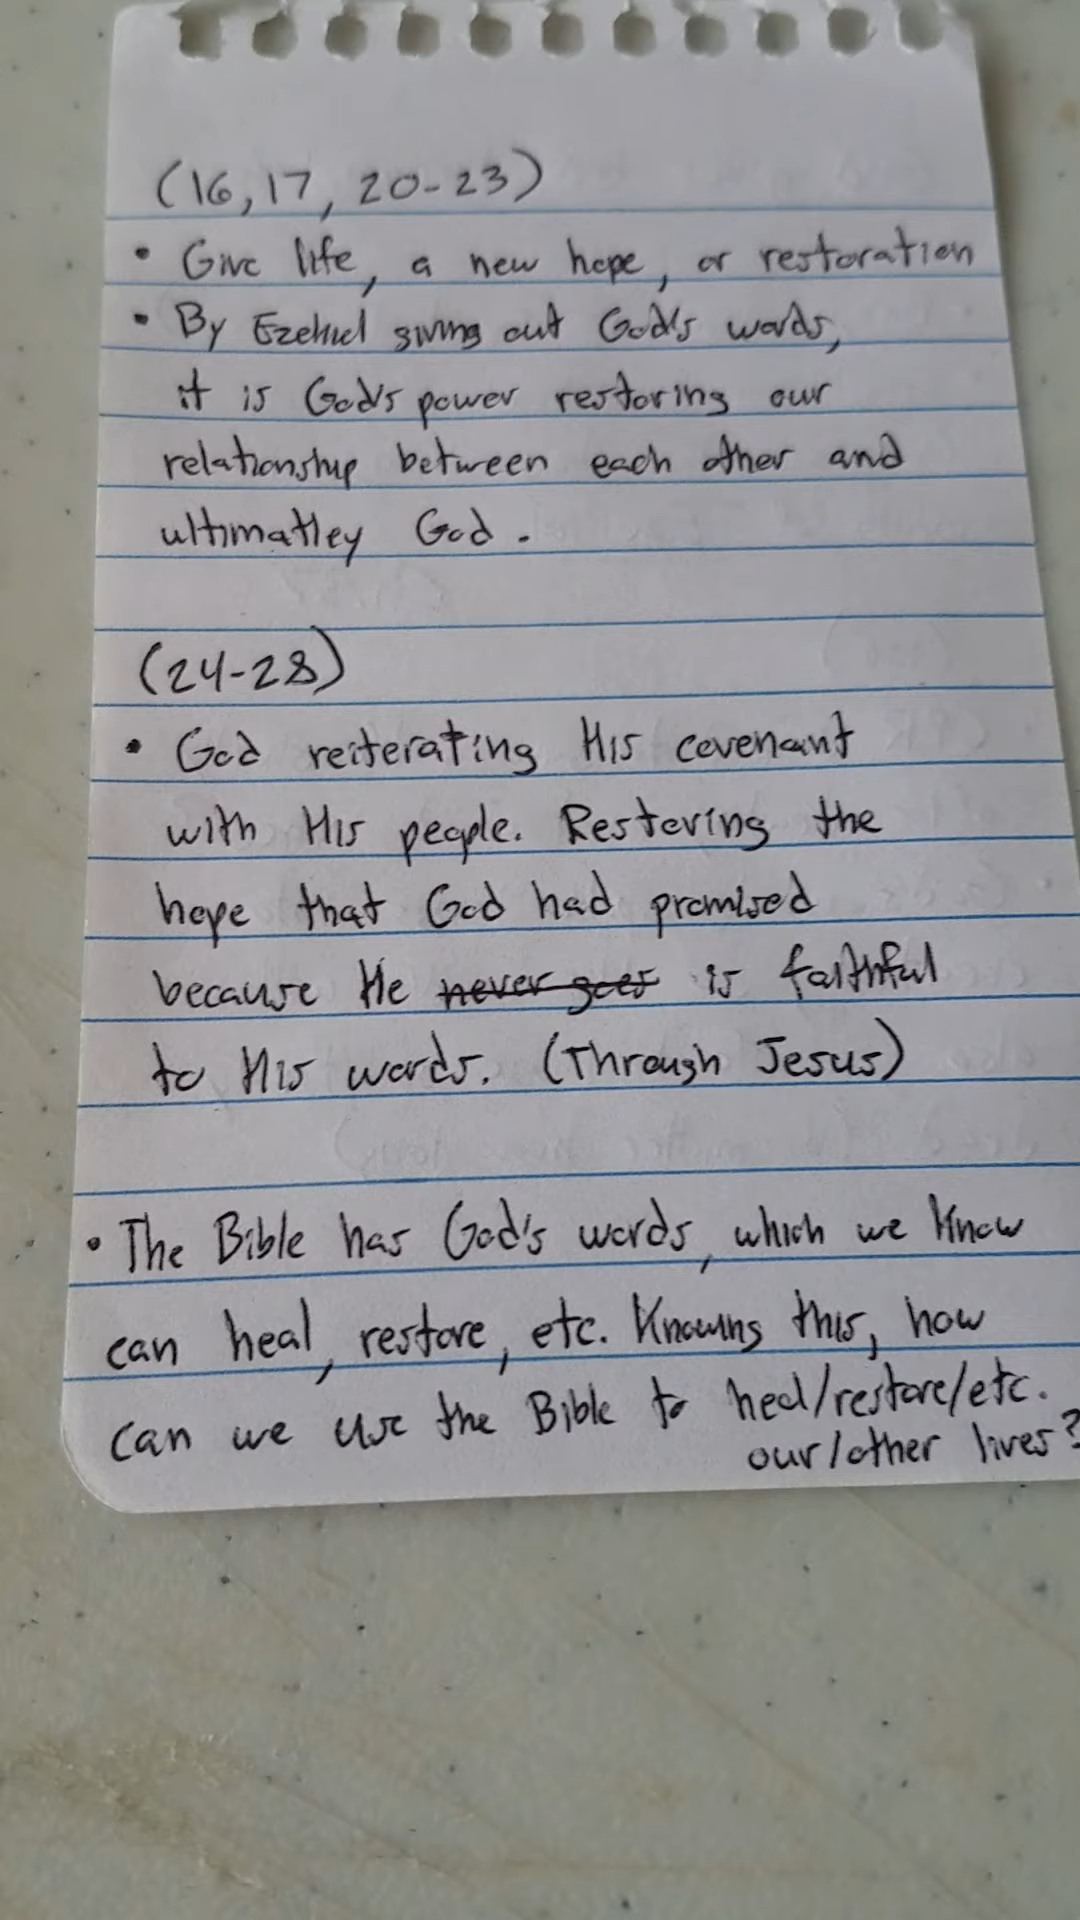 (16,17, 20-23)
• Give life, a new hope, or restoration
• By Ezekiel giving out God's words,
it is God's power restoring our
relationship between each other and
ultimatley God.
(24-28)
• God reiterating His covenant
with His people. Restoring the
hope that God had promised
because He never goes is faithful
to His words. (Through Jesus)
• The Bible has God's words, which we know
can heal, restore, etc. Knowing this, how
can we use the Bible to heal/restore/etc.
our/other lives?